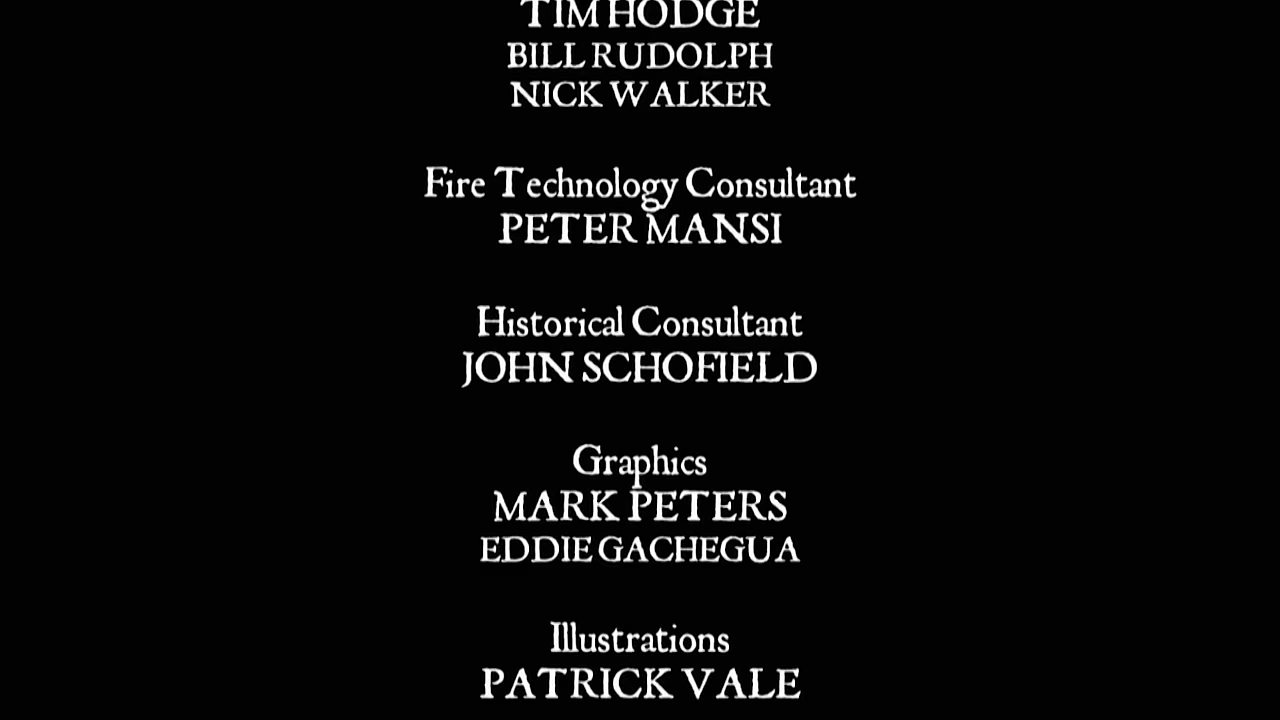 TIM HODGE
BILL RUDOLPH
NICK WALKER
Fire Technology Consultant
PETER MANSI
Historical Consultant
JOHN SCHOFIELD
Graphics
MARK PETERS
EDDIE GACHEGUA
Illustrations
PATRICK VALE